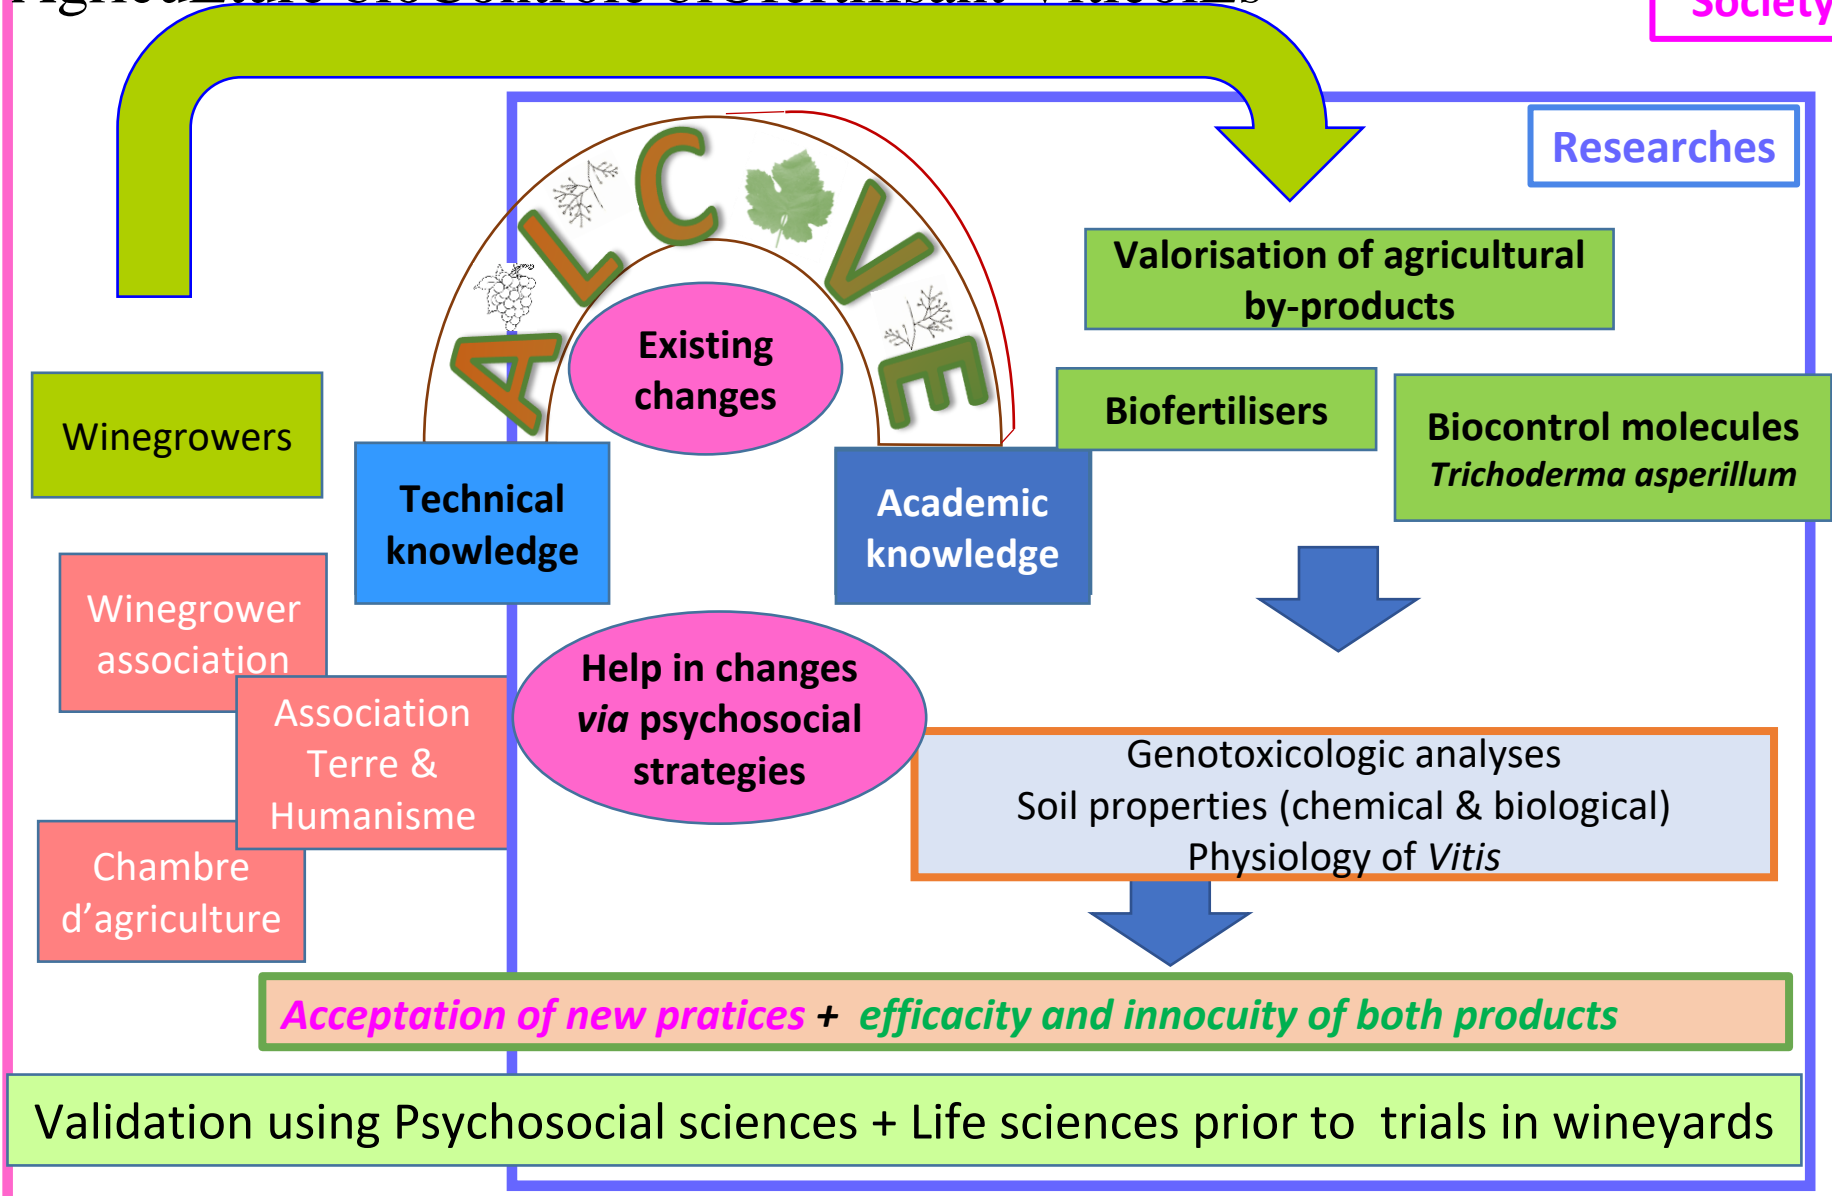 Society
Researches
A L C V E
Valorisation of agricultural
by-products
Existing
changes
Biofertilisers
Biocontrol molecules
Trichoderma asperillum
Winegrowers
Technical
knowledge
Academic
knowledge
Winegrower
association
Association
Terre &
Humanisme
Chambre
d’agriculture
Help in changes
via psychosocial
strategies
Genotoxicologic analyses
Soil properties (chemical & biological)
Physiology of Vitis
Acceptation of new pratices + efficacity and innocuity of both products
Validation using Psychosocial sciences + Life sciences prior to trials in wineyards